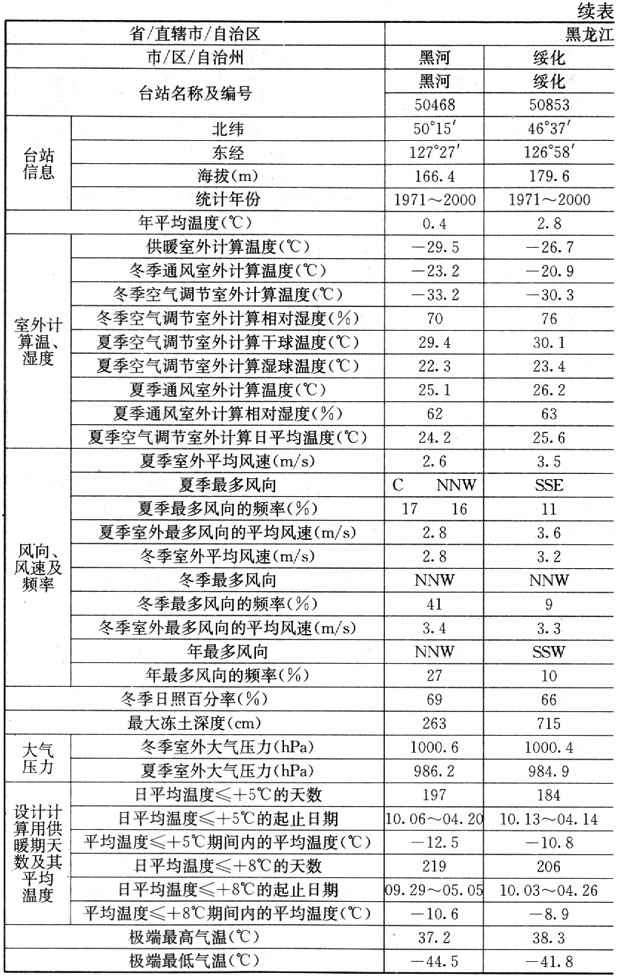 续表
省/直辖市/自治区 黑龙江
市/区/自治州 黑河 绥化
台站名称及编号 黑河 绥化
50468 50853
台站信息 北纬 50°15′ 46°37′
东经 127°27′ 126°58′
海拔(m) 166.4 179.6
统计年份 1971～2000 1971～2000
年平均温度(℃) 0.4 2.8
室外计算温、湿度 供暖室外计算温度(℃) －29.5 －26.7
冬季通风室外计算温度(℃) －23.2 －20.9
冬季空气调节室外计算温度(℃) －33.2 －30.3
冬季空气调节室外计算相对湿度(%) 70 76
夏季空气调节室外计算干球温度(℃) 29.4 30.1
夏季空气调节室外计算湿球温度(℃) 22.3 23.4
夏季通风室外计算温度(℃) 25.1 26.2
夏季通风室外计算相对湿度(%) 62 63
夏季空气调节室外计算日平均温度(℃) 24.2 25.6
风向、风速及频率 夏季室外平均风速(m/s) 2.6 3.5
夏季最多风向 C NNW SSE
夏季最多风向的频率(%) 17 16 11
夏季室外最多风向的平均风速(m/s) 2.8 3.6
冬季室外平均风速(m/s) 2.8 3.2
冬季最多风向 NNW NNW
冬季最多风向的频率(%) 41 9
冬季室外最多风向的平均风速(m/s) 3.4 3.3
年最多风向 NNW SSW
年最多风向的频率(%) 27 10
冬季日照百分率(%) 69 66
最大冻土深度(cm) 263 715
大气压力 冬季室外大气压力(hPa) 1000.6 1000.4
夏季室外大气压力(hPa) 986.2 984.9
设计计算用供暖期天数及其平均温度 日平均温度≤＋5℃的天数 197 184
日平均温度≤＋5℃的起止日期 10.06～04.20 10.13～04.14
平均温度≤＋5℃期间内的平均温度(℃) －12.5 －10.8
日平均温度≤＋8℃的天数 219 206
日平均温度≤＋8℃的起止日期 09.29～05.05 10.03～04.26
平均温度≤＋8℃期间内的平均温度(℃) －10.6 －8.9
极端最高气温(℃) 37.2 38.3
极端最低气温(℃) －44.5 －41.8